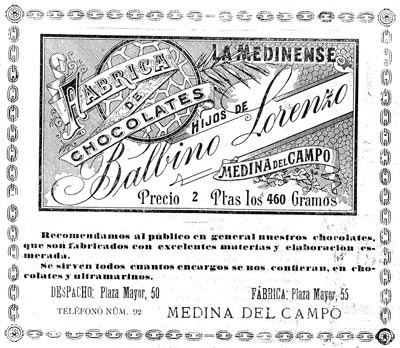 LA MEDINENSE
FABRICA
DE
CHOCOLATES
HIJOS DE
Balbino Lorenzo
MEDINA DEL CAMPO
Precio 2 Ptas los 460 Gramos
Recomendamos al público en general nuestros chocolates,
que son fabricados con excelentes materias y elaboración es-
merada.
Se sirven todos cuantos encargos se nos confieran, en cho-
colates y ultramarinos.
DESPACHO: Plaza Mayor, 50
FÁBRICA: Plaza Mayor, 55
TELÉFONO NÚM. 92
MEDINA DEL CAMPO